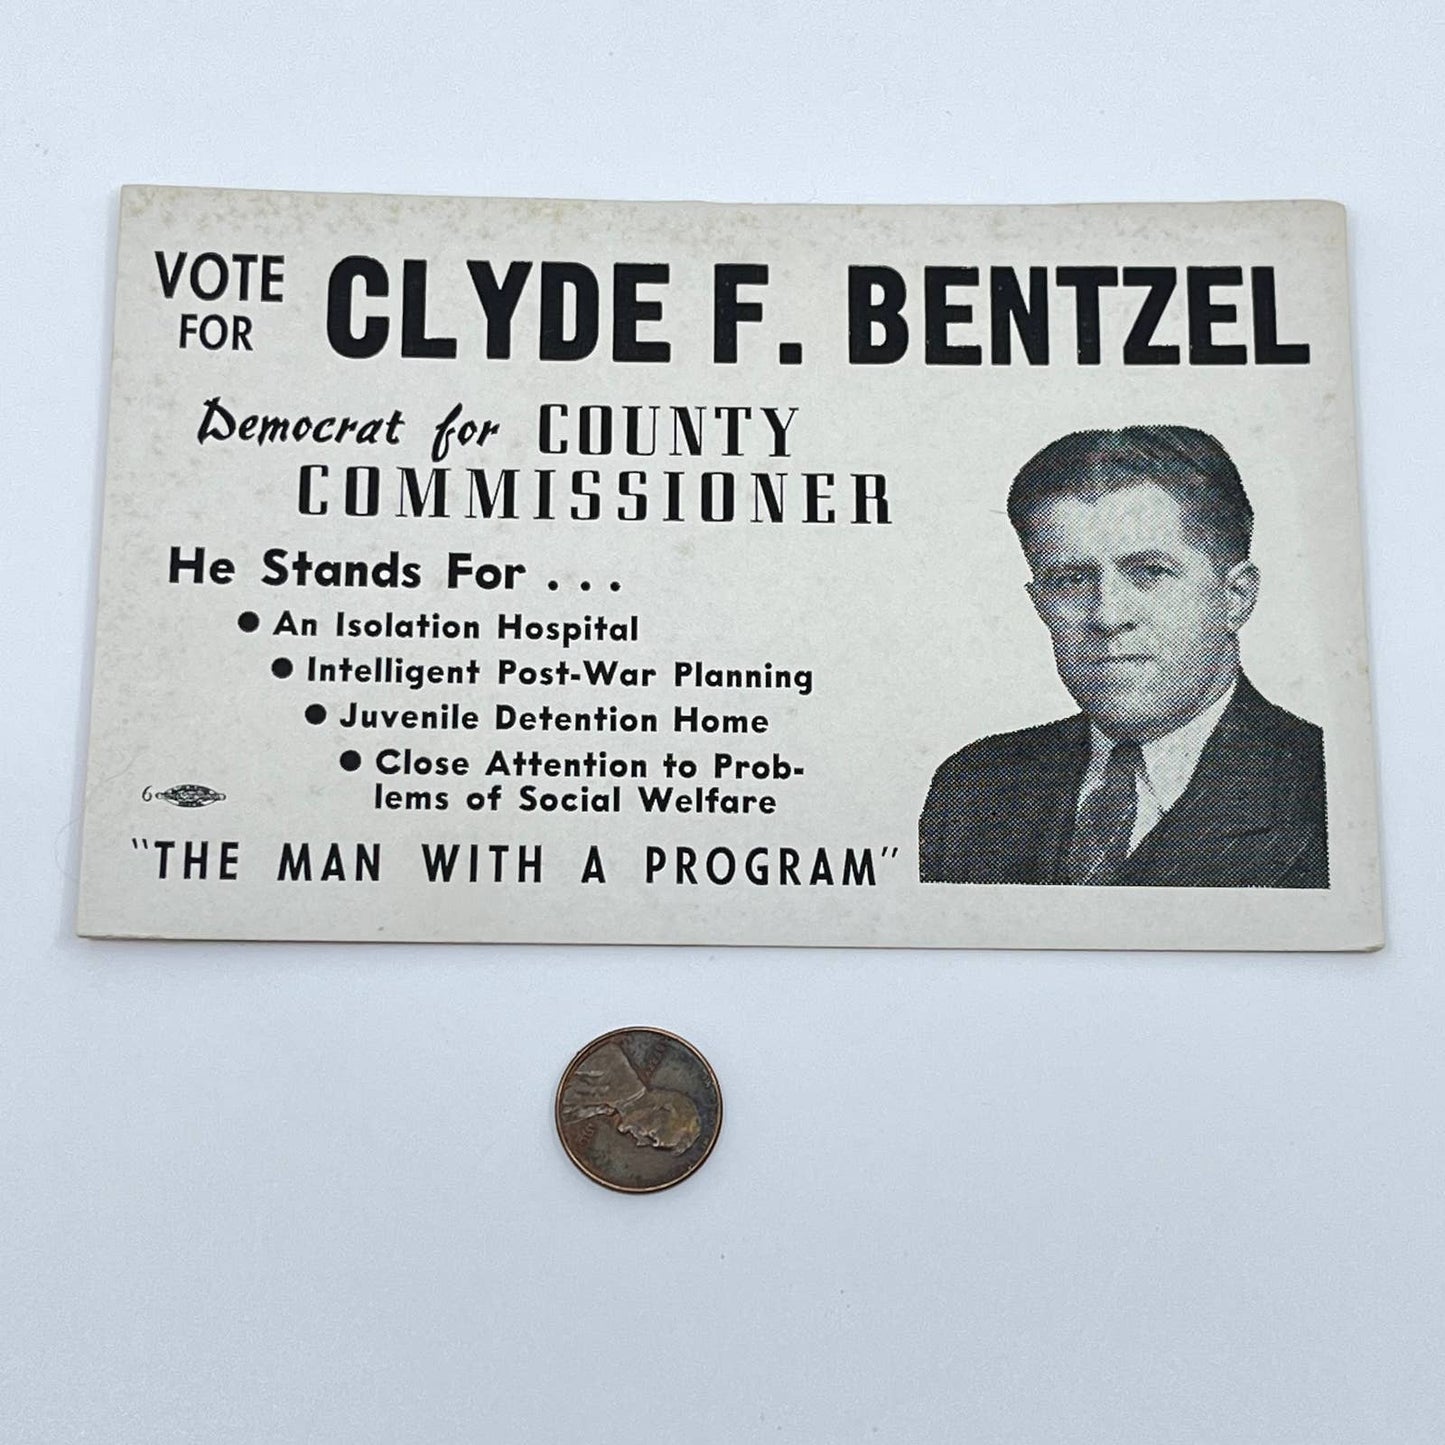 VOTE
FOR
CLYDE F. BENTZEL
Democrat for COUNTY
COMMISSIONER
He Stands For . . .
● An Isolation Hospital
● Intelligent Post-War Planning
● Juvenile Detention Home
● Close Attention to Prob-
lems of Social Welfare
6
"THE MAN WITH A PROGRAM"